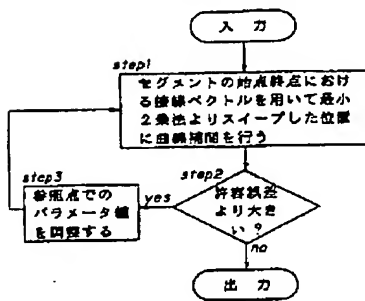 入力
step1
セグメントの始点終点におけ
る接線ベクトルを用いて最小
2乗法よりスイープした位置
に曲線補間を行う
step2
許容誤差
より大き
い?
yes
no
step3
参照点での
パラメータ値
を調整する
出力